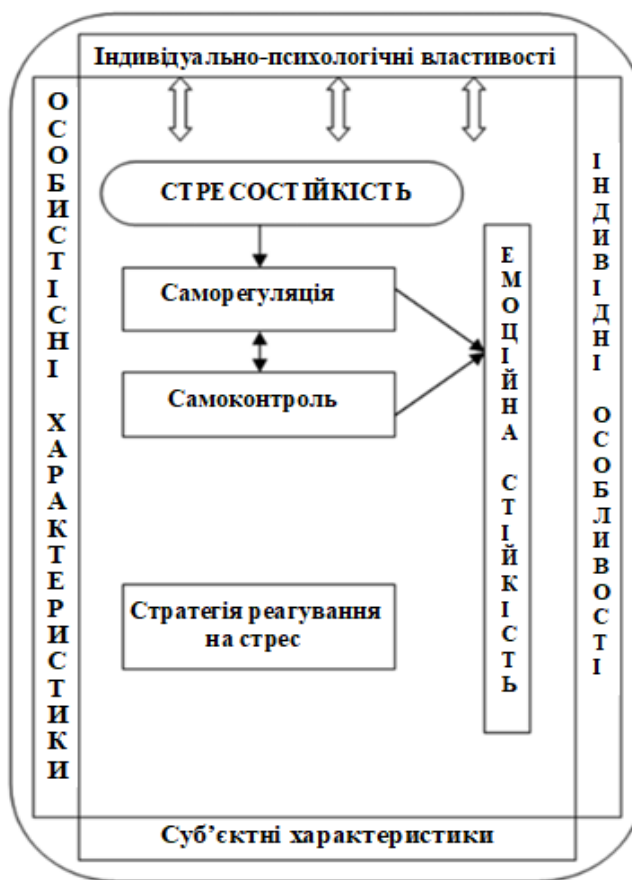 Індивідуально-психологічні властивості
ОСОБИСТІСНІ ХАРАКТЕРИСТИКИ
СТРЕСОСТІЙКІСТЬ
Саморегуляція
Самоконтроль
Стратегія реагування
на стрес
ЕМОЦІЙНА СТІЙКІСТЬ
ІНДИВІДНІ ОСОБЛИВОСТІ
Суб’єктні характеристики